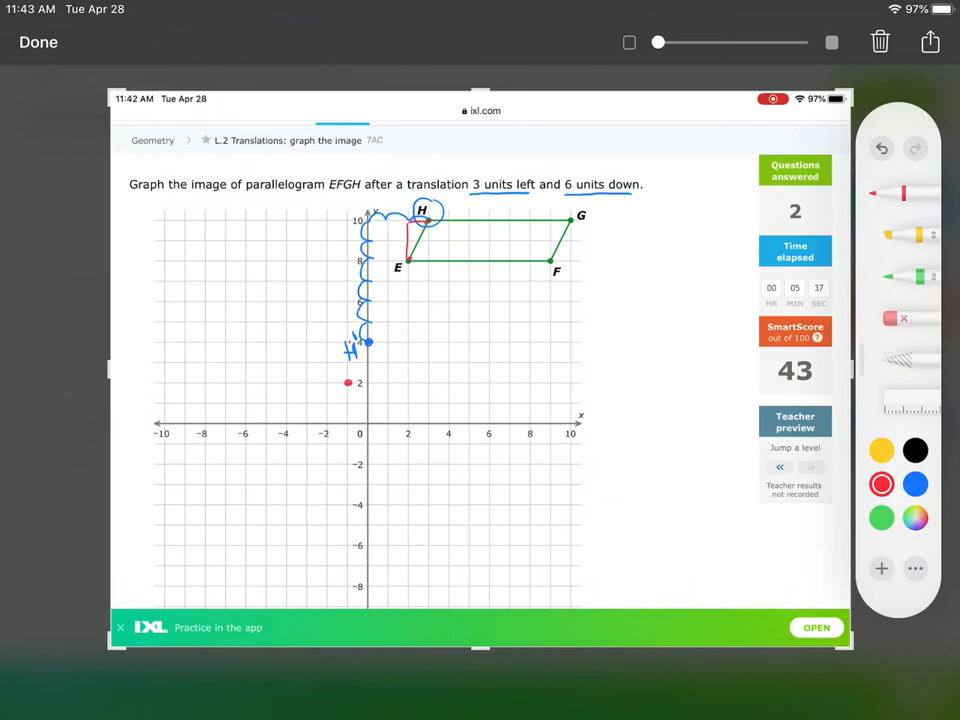 11:43 AM Tue Apr 28
97%
Done
11:42 AM Tue Apr 28
97%
ixl.com
Geometry > L.2 Translations: graph the image 7AC
Graph the image of parallelogram EFGH after a translation 3 units left and 6 units down.
Questions answered
2
Time elapsed
00 05 37
HR MIN SEC
SmartScore
out of 100 ?
43
Teacher preview
Jump a level
« »
Teacher results not recorded
y
H
G
10
8
E
F
6
H' 4
2
x
-10 -8 -6 -4 -2 0 2 4 6 8 10
-2
-4
-6
-8
× IXL Practice in the app
OPEN